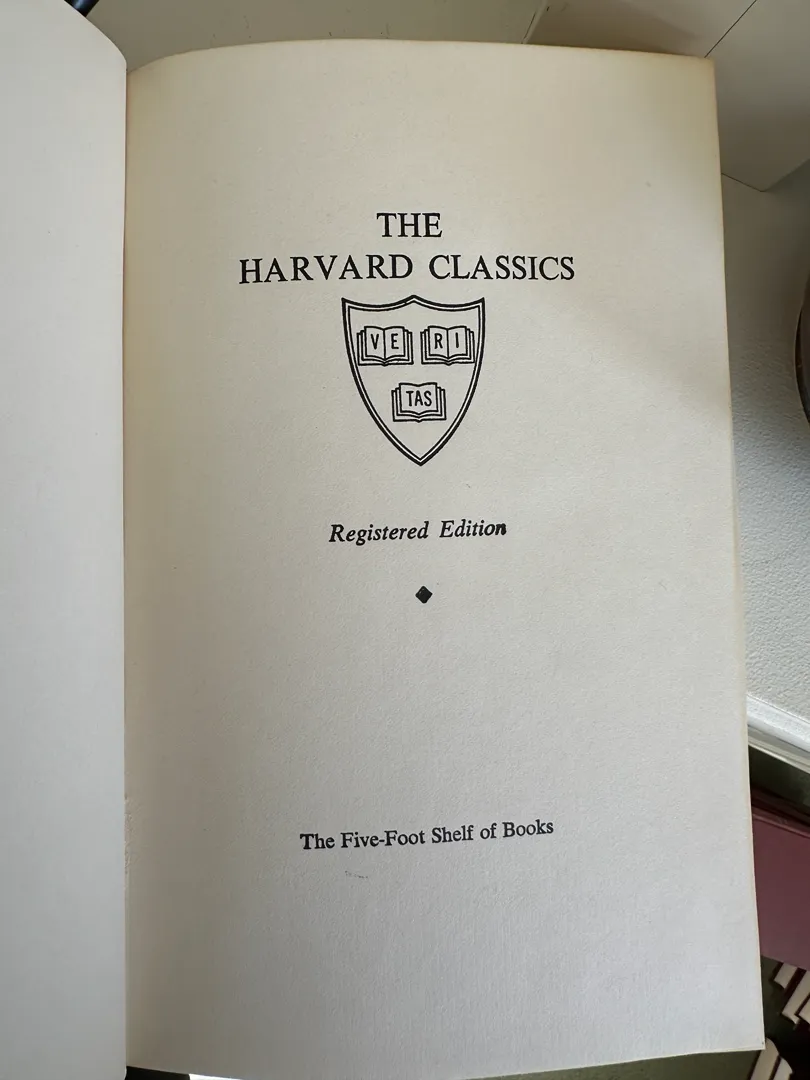 THE
HARVARD CLASSICS
VE RI
TAS
Registered Edition
The Five-Foot Shelf of Books